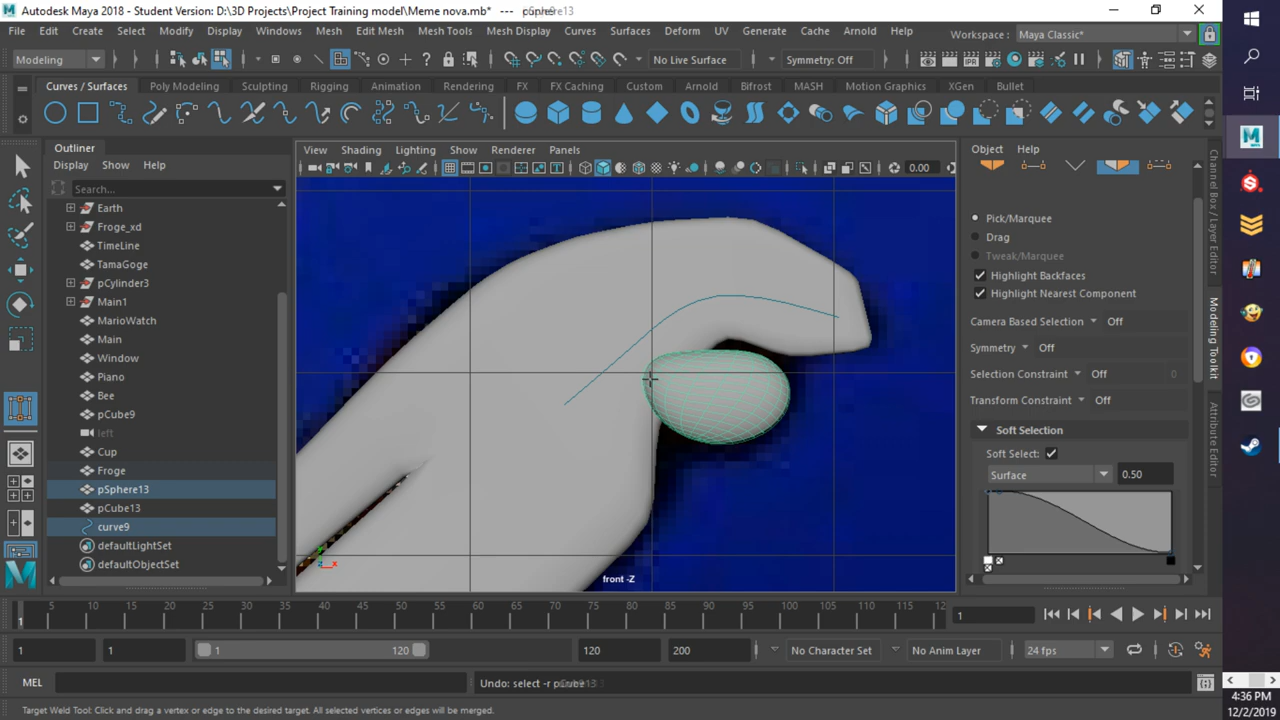 Autodesk Maya 2018 - Student Version: D:\3D Projects\Project Training model\Meme nova.mb* ---
File Edit Create Select Modify Display Windows Mesh Edit Mesh Mesh Tools Mesh Display Curves Surfaces Deform UV Generate Cache Arnold Help Workspace : Maya Classic*
Modeling No Live Surface Symmetry: Off
Curves / Surfaces Poly Modeling Sculpting Rigging Animation Rendering FX FX Caching Custom Arnold Bifrost MASH Motion Graphics XGen Bullet
Outliner
Display Show Help
Search...
Earth
Froge_xd
TimeLine
TamaGoge
pCylinder3
Main1
MarioWatch
Main
Window
Piano
Bee
pCube9
left
Cup
Froge
pSphere13
pCube13
curve9
defaultLightSet
defaultObjectSet
View Shading Lighting Show Renderer Panels
0.00
front -Z
Object Help
Pick/Marquee
Drag
Tweak/Marquee
Highlight Backfaces
Highlight Nearest Component
Camera Based Selection Off
Symmetry Off
Selection Constraint Off 0
Transform Constraint Off
Soft Selection
Soft Select:
Surface 0.50
Channel Box / Layer Editor
Modeling Toolkit
Attribute Editor
5 10 15 20 25 30 35 40 45 50 55 60 65 70 75 80 85 90 95 100 105 110 115 12
1
1
1 1 1 120 120 200 No Character Set No Anim Layer 24 fps
MEL Undo: select -r
Target Weld Tool: Click and drag a vertex or edge to the desired target. All selected vertices or edges will be merged.
4:36 PM
12/2/2019